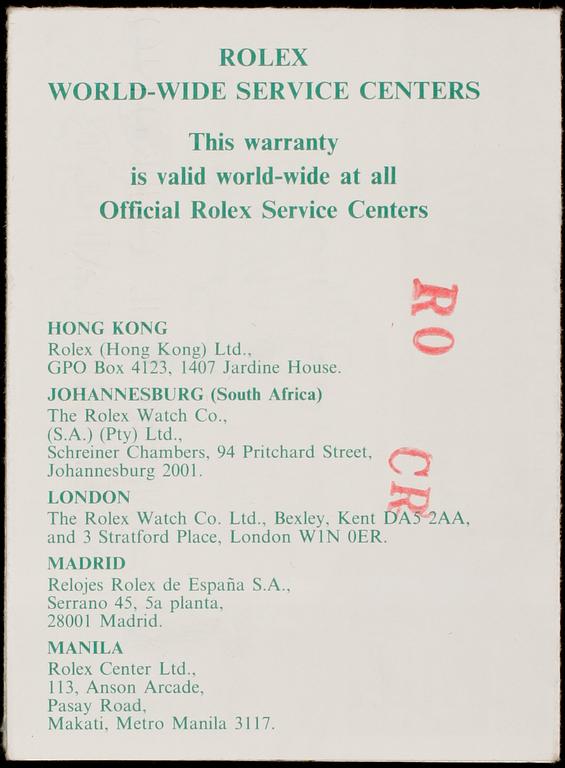 ROLEX
WORLD-WIDE SERVICE CENTERS
This warranty
is valid world-wide at all
Official Rolex Service Centers
HONG KONG
Rolex (Hong Kong) Ltd.,
GPO Box 4123, 1407 Jardine House.
JOHANNESBURG (South Africa)
The Rolex Watch Co.,
(S.A.) (Pty) Ltd.,
Schreiner Chambers, 94 Pritchard Street,
Johannesburg 2001.
LONDON
The Rolex Watch Co. Ltd., Bexley, Kent DA5 2AA,
and 3 Stratford Place, London W1N 0ER.
MADRID
Relojes Rolex de España S.A.,
Serrano 45, 5a planta,
28001 Madrid.
MANILA
Rolex Center Ltd.,
113, Anson Arcade,
Pasay Road,
Makati, Metro Manila 3117.
RO CR